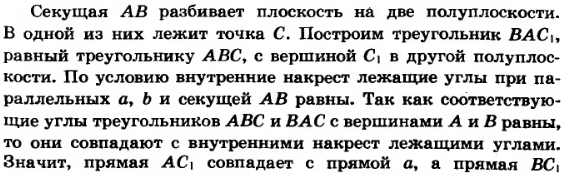 Секущая AB разбивает плоскость на две полуплоскости.
В одной из них лежит точка C. Построим треугольник BAC₁,
равный треугольнику ABC, с вершиной C₁ в другой полуплос-
кости. По условию внутренние накрест лежащие углы при па-
раллельных a, b и секущей AB равны. Так как соответствую-
щие углы треугольников ABC и BAC с вершинами A и B равны,
то они совпадают с внутренними накрест лежащими углами.
Значит, прямая AC₁ совпадает с прямой a, а прямая BC₁